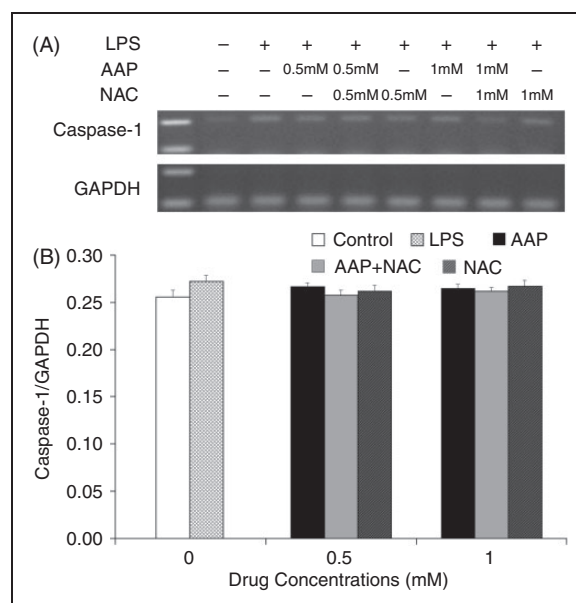 (A) LPS – + + + + + + +
AAP 0.5mM 0.5mM – 1mM 1mM –
NAC – – – 0.5mM 0.5mM – 1mM 1mM
Caspase-1
GAPDH
(B) Control LPS AAP
AAP+NAC NAC
Caspase-1/GAPDH
0.30
0.25
0.20
0.15
0.10
0.05
0.00
0 0.5 1
Drug Concentrations (mM)